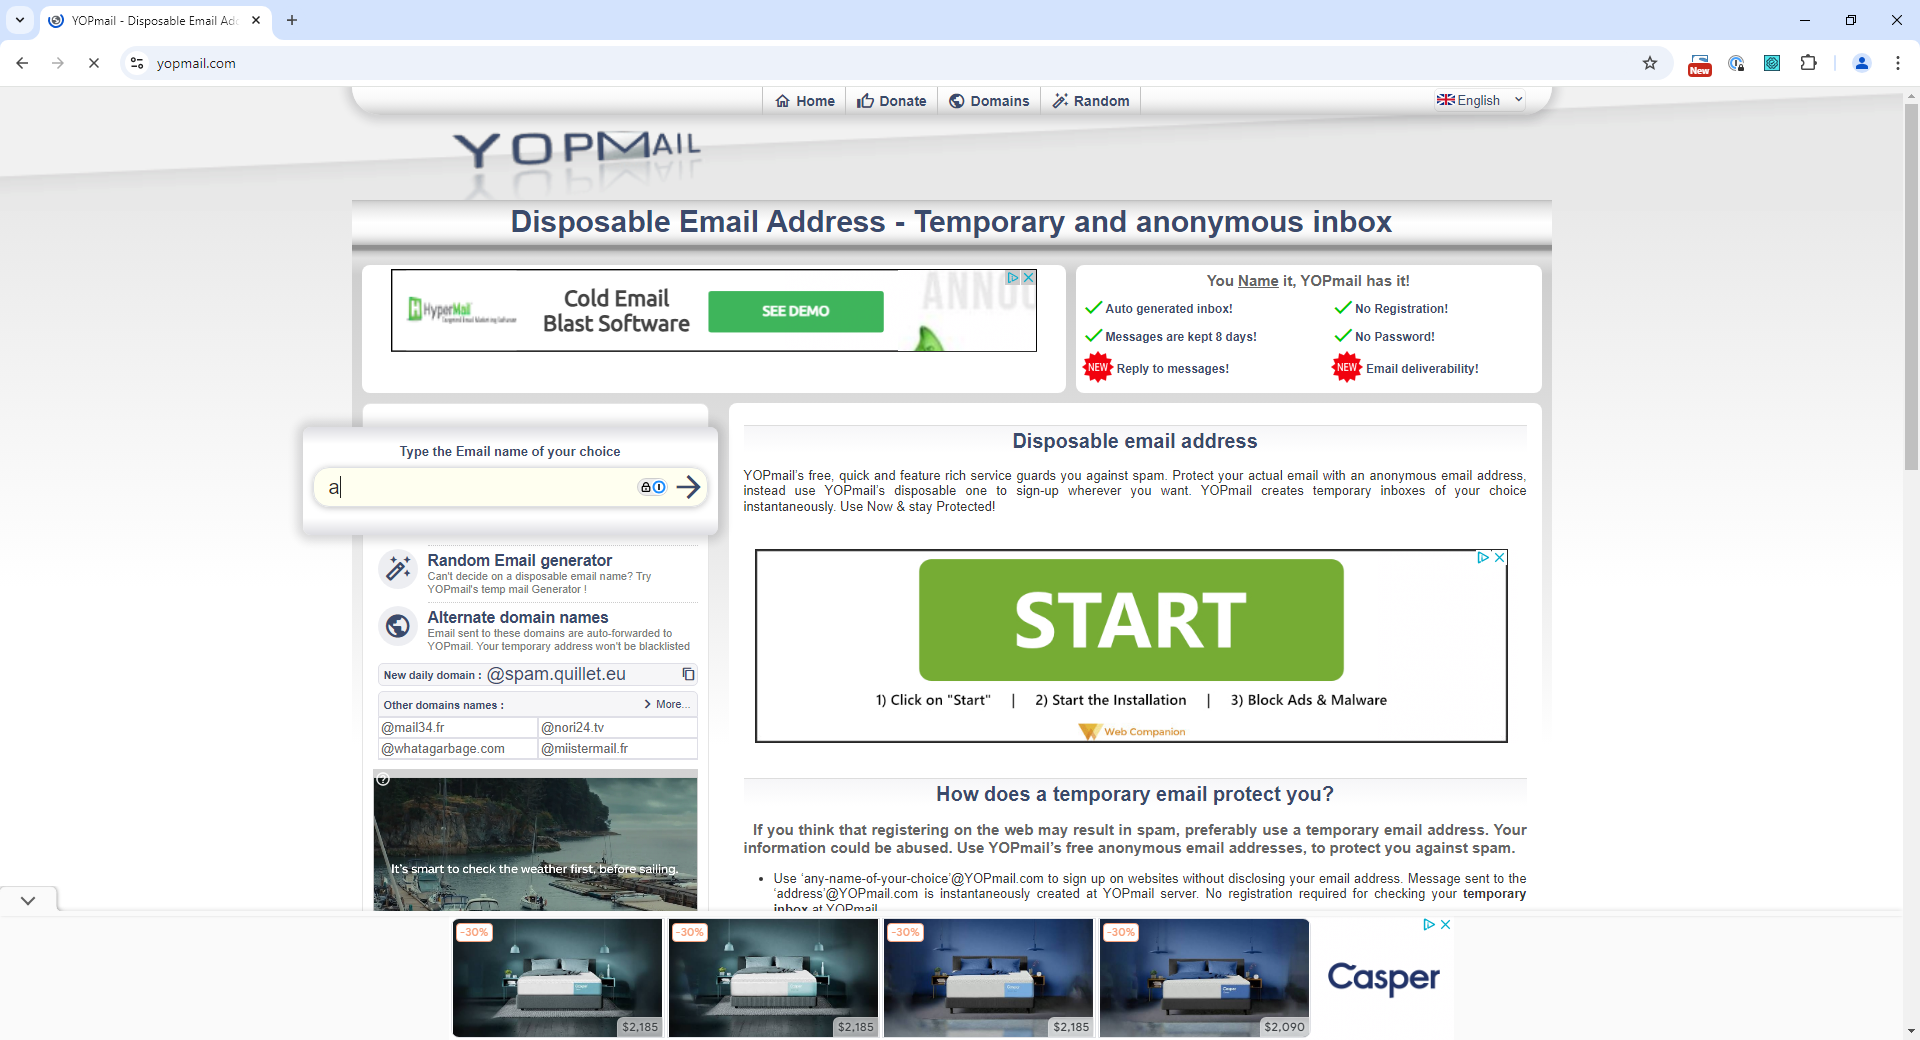 YOPmail - Disposable Email Add
yopmail.com
New
Home
Donate
Domains
Random
English
YOPMAIL
Disposable Email Address - Temporary and anonymous inbox
HyperMail
Cold Email
Blast Software
SEE DEMO
You Name it, YOPmail has it!
Auto generated inbox!
No Registration!
Messages are kept 8 days!
No Password!
NEW Reply to messages!
NEW Email deliverability!
Type the Email name of your choice
a
Random Email generator
Can't decide on a disposable email name? Try
YOPmail's temp mail Generator !
Alternate domain names
Email sent to these domains are auto-forwarded to
YOPmail. Your temporary address won't be blacklisted
New daily domain : @spam.quillet.eu
Other domains names :
More...
@mail34.fr
@nori24.tv
@whatagarbage.com
@miistermail.fr
It's smart to check the weather first, before sailing.
Disposable email address
YOPmail's free, quick and feature rich service guards you against spam. Protect your actual email with an anonymous email address,
instead use YOPmail's disposable one to sign-up wherever you want. YOPmail creates temporary inboxes of your choice
instantaneously. Use Now & stay Protected!
START
1) Click on "Start" | 2) Start the Installation | 3) Block Ads & Malware
Web Companion
How does a temporary email protect you?
If you think that registering on the web may result in spam, preferably use a temporary email address. Your
information could be abused. Use YOPmail's free anonymous email addresses, to protect you against spam.
• Use 'any-name-of-your-choice'@YOPmail.com to sign up on websites without disclosing your email address. Message sent to the
'address'@YOPmail.com is instantaneously created at YOPmail server. No registration required for checking your temporary
inbox at YOPmail
-30%
-30%
-30%
-30%
$2,185
$2,185
$2,185
$2,090
Casper